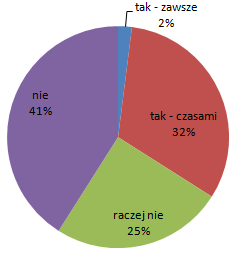 tak - zawsze
2%
tak - czasami
32%
raczej nie
25%
nie
41%